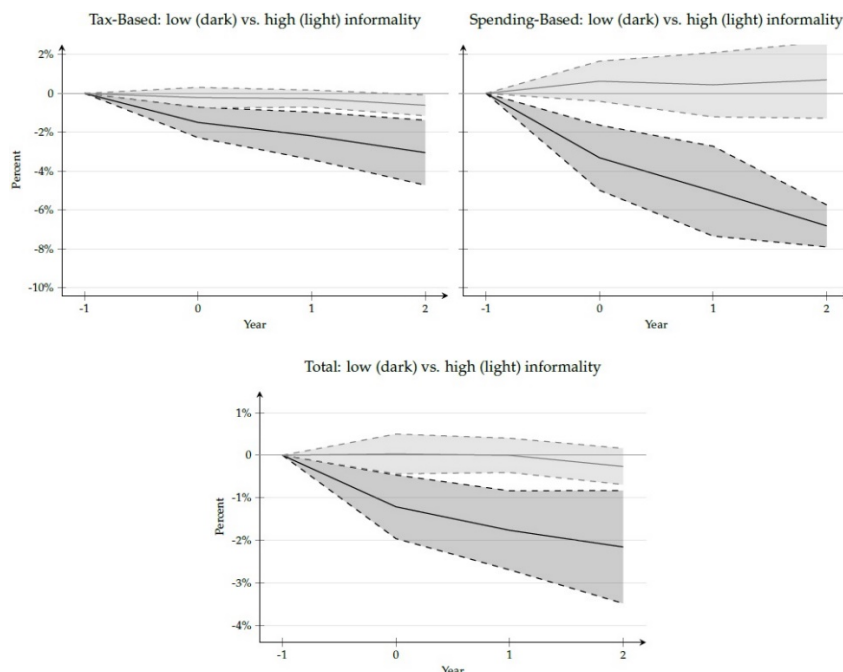 Tax-Based: low (dark) vs. high (light) informality
2%
0
-2%
-4%
-6%
-8%
-10%
Percent
-1 0 1 2
Year
Spending-Based: low (dark) vs. high (light) informality
-1 0 1 2
Year
Total: low (dark) vs. high (light) informality
1%
0
-1%
-2%
-3%
-4%
Percent
-1 0 1 2
Year